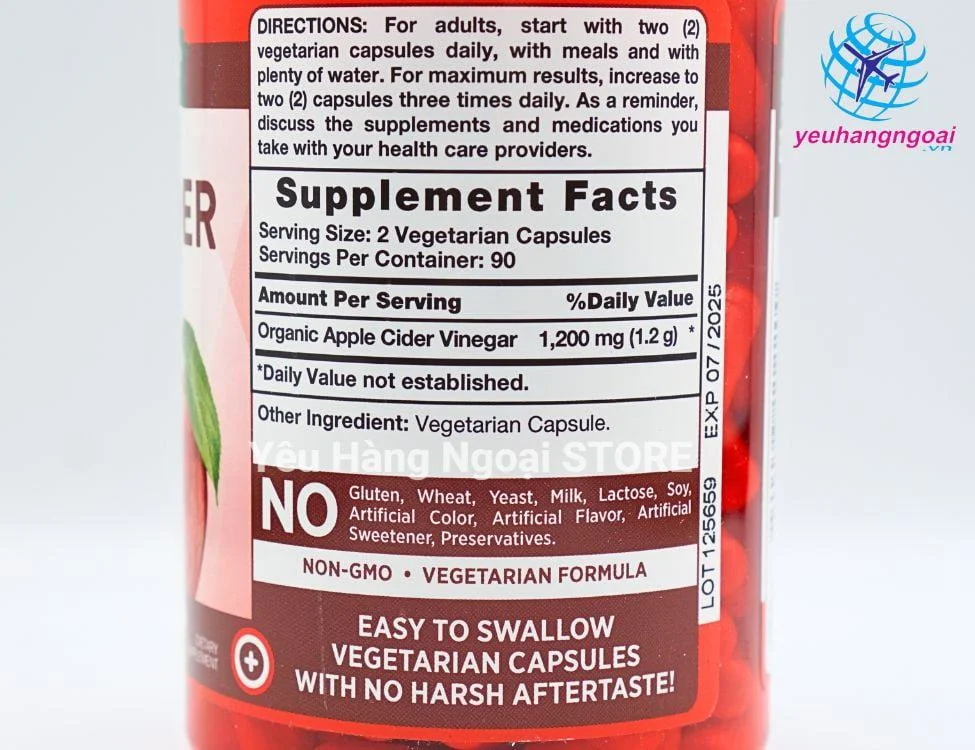 DIRECTIONS: For adults, start with two (2)
vegetarian capsules daily, with meals and with
plenty of water. For maximum results, increase to
two (2) capsules three times daily. As a reminder,
discuss the supplements and medications you
take with your health care providers.
Supplement Facts
Serving Size: 2 Vegetarian Capsules
Servings Per Container: 90
Amount Per Serving %Daily Value
Organic Apple Cider Vinegar 1,200 mg (1.2 g) *
*Daily Value not established.
Other Ingredient: Vegetarian Capsule.
Yêu Hàng Ngoại STORE
NO Gluten, Wheat, Yeast, Milk, Lactose, Soy,
Artificial Color, Artificial Flavor, Artificial
Sweetener, Preservatives.
NON-GMO • VEGETARIAN FORMULA
EASY TO SWALLOW
VEGETARIAN CAPSULES
WITH NO HARSH AFTERTASTE!
LOT 125659 EXP 07/2025
ER
yeuhangngoai
.vn